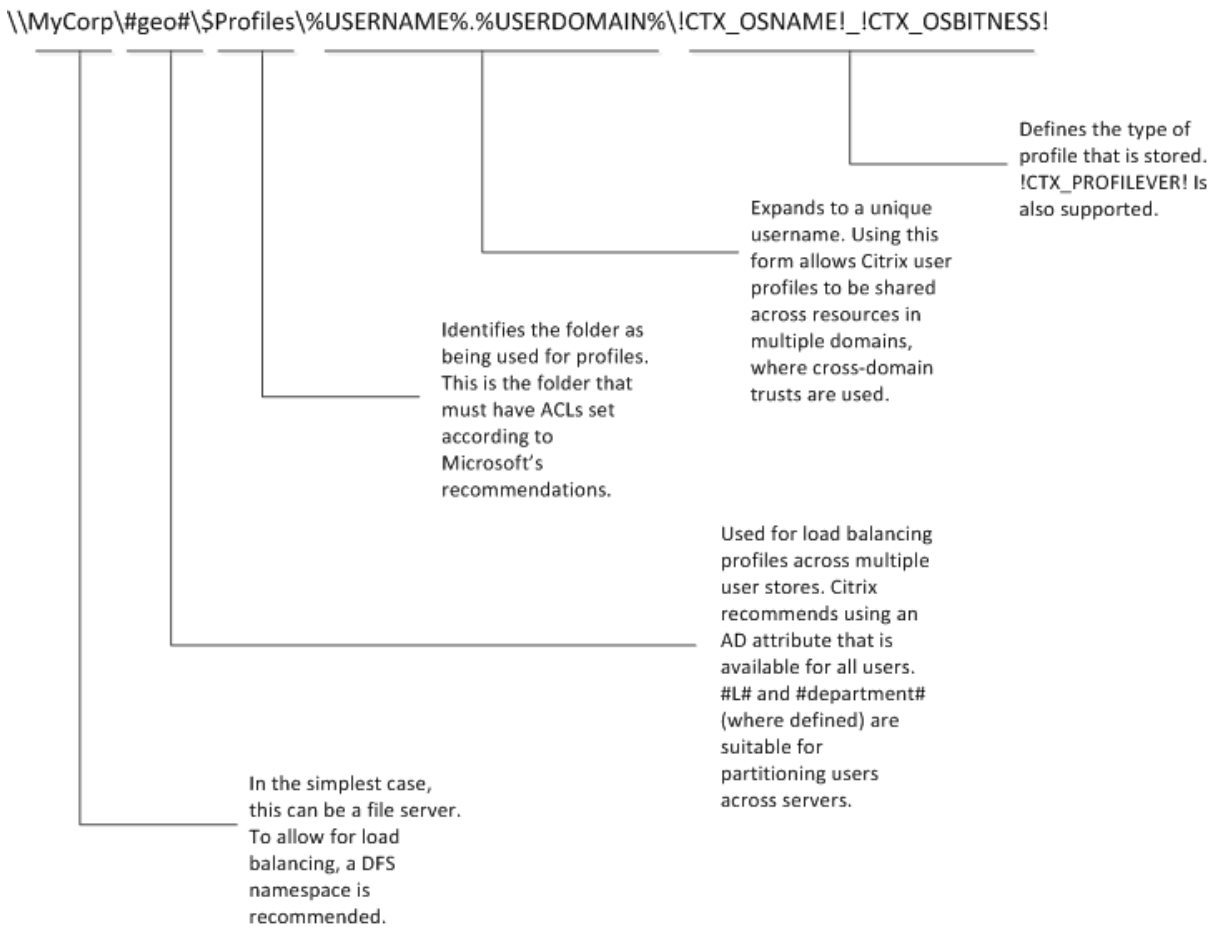 \\MyCorp\#geo#\$Profiles\%USERNAME%.%USERDOMAIN%\!CTX_OSNAME!_!CTX_OSBITNESS!
Defines the type of
profile that is stored.
!CTX_PROFILEVER! Is
also supported.
Expands to a unique
username. Using this
form allows Citrix user
profiles to be shared
across resources in
multiple domains,
where cross-domain
trusts are used.
Identifies the folder as
being used for profiles.
This is the folder that
must have ACLs set
according to
Microsoft’s
recommendations.
Used for load balancing
profiles across multiple
user stores. Citrix
recommends using an
AD attribute that is
available for all users.
#L# and #department#
(where defined) are
suitable for
partitioning users
across servers.
In the simplest case,
this can be a file server.
To allow for load
balancing, a DFS
namespace is
recommended.